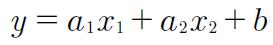 y = a₁x₁ + a₂x₂ + b